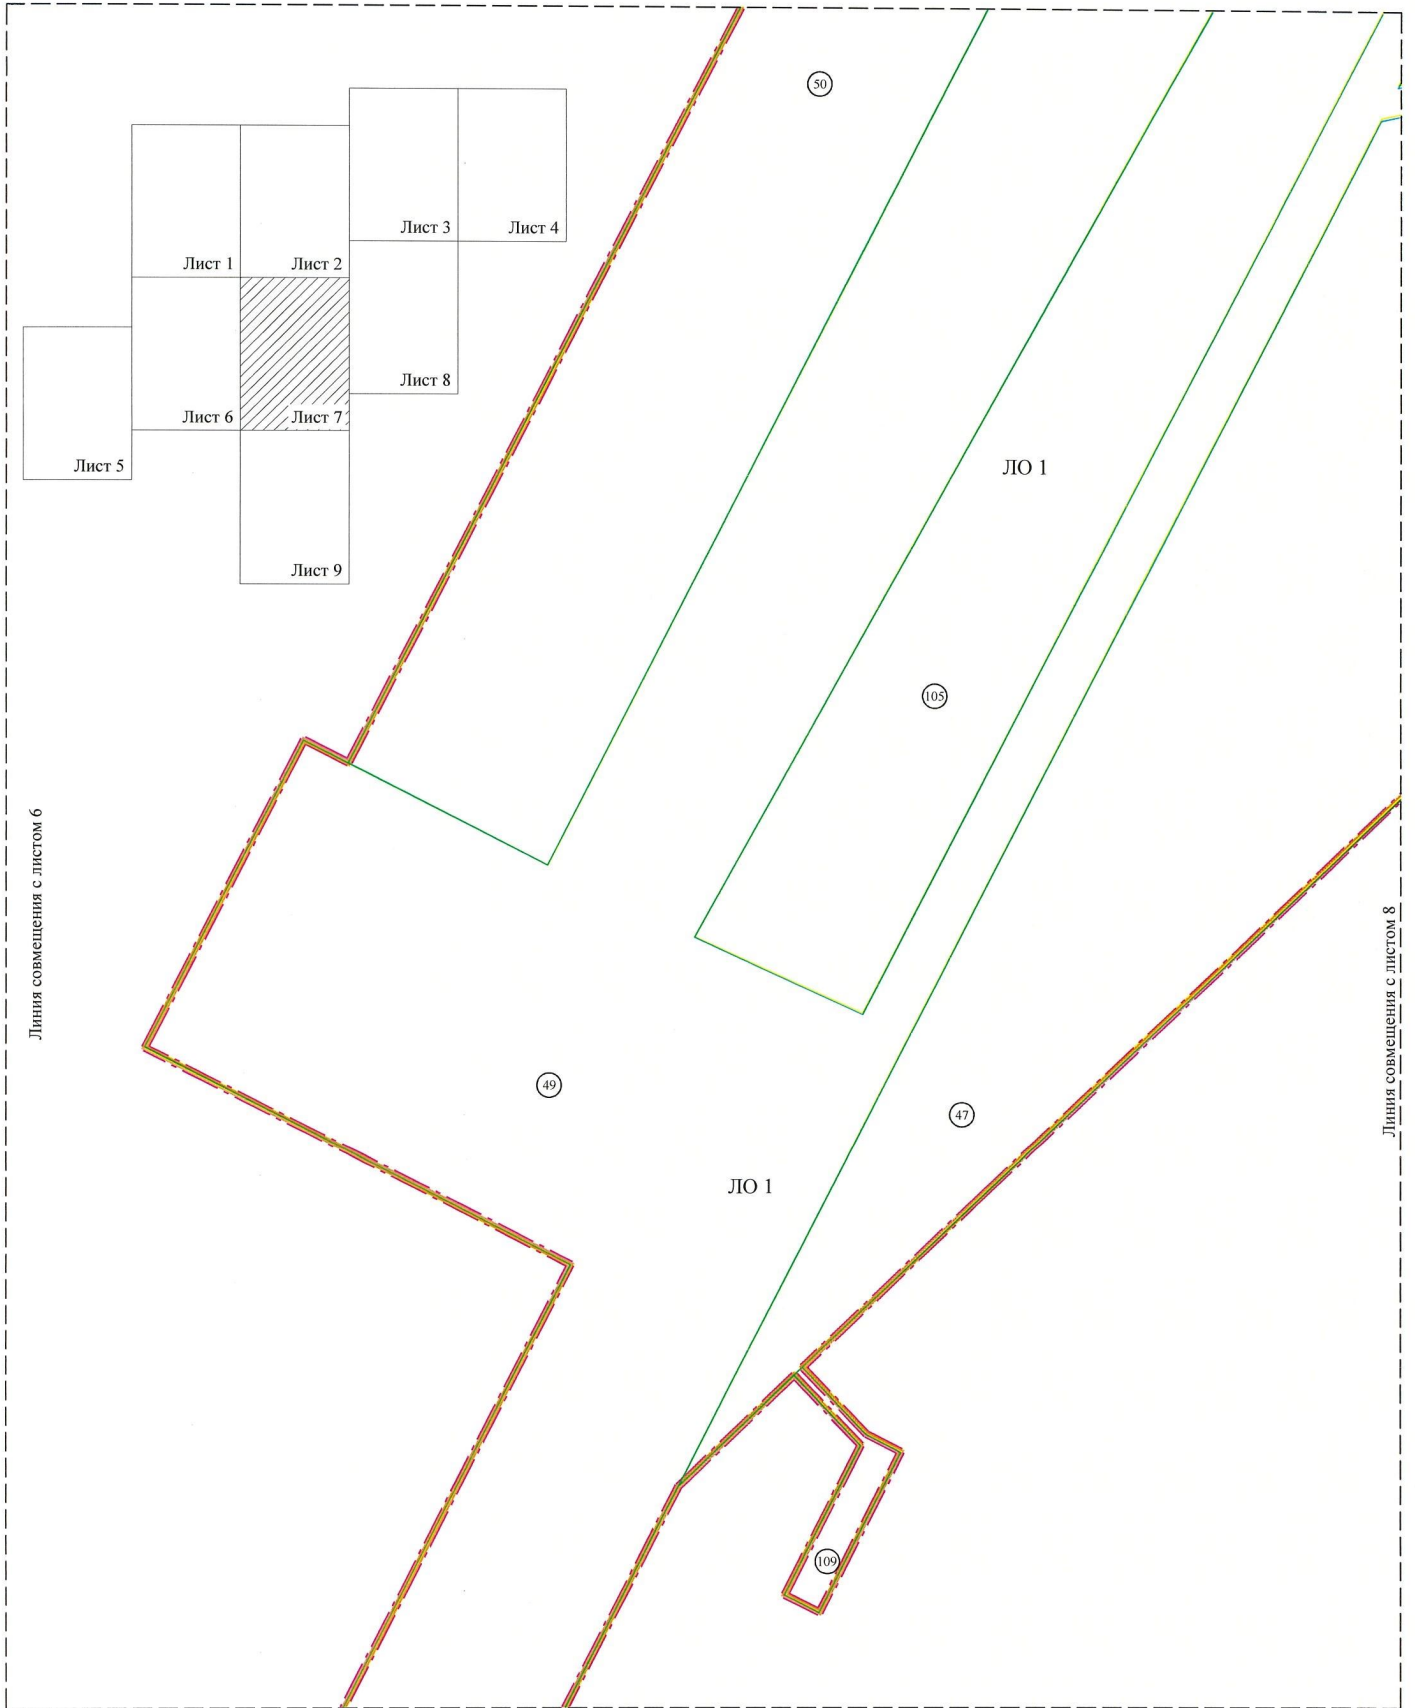 50
Лист 3
Лист 4
Лист 1
Лист 2
Лист 8
Лист 6
Лист 7
Лист 5
ЛО 1
Лист 9
105
Линия совмещения с листом 6
Линия совмещения с листом 8
49
47
ЛО 1
109